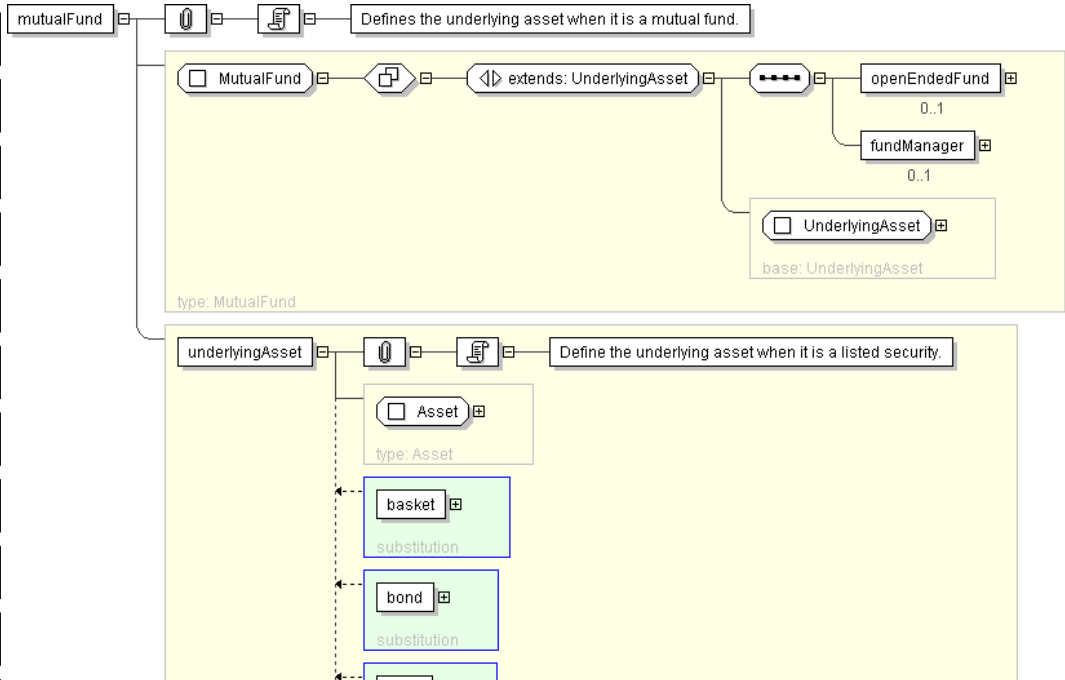 mutualFund
Defines the underlying asset when it is a mutual fund.
MutualFund
extends: UnderlyingAsset
openEndedFund
0..1
fundManager
0..1
UnderlyingAsset
base: UnderlyingAsset
type: MutualFund
underlyingAsset
Define the underlying asset when it is a listed security.
Asset
type: Asset
basket
substitution
bond
substitution